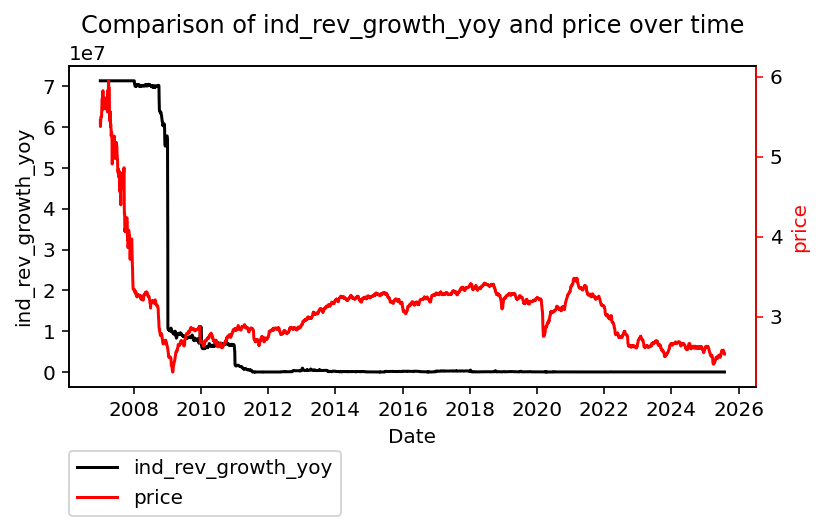 Comparison of ind_rev_growth_yoy and price over time
1e7
7
6
5
4
3
2
1
0
ind_rev_growth_yoy
6
5
4
3
price
2008 2010 2012 2014 2016 2018 2020 2022 2024 2026
Date
ind_rev_growth_yoy
price